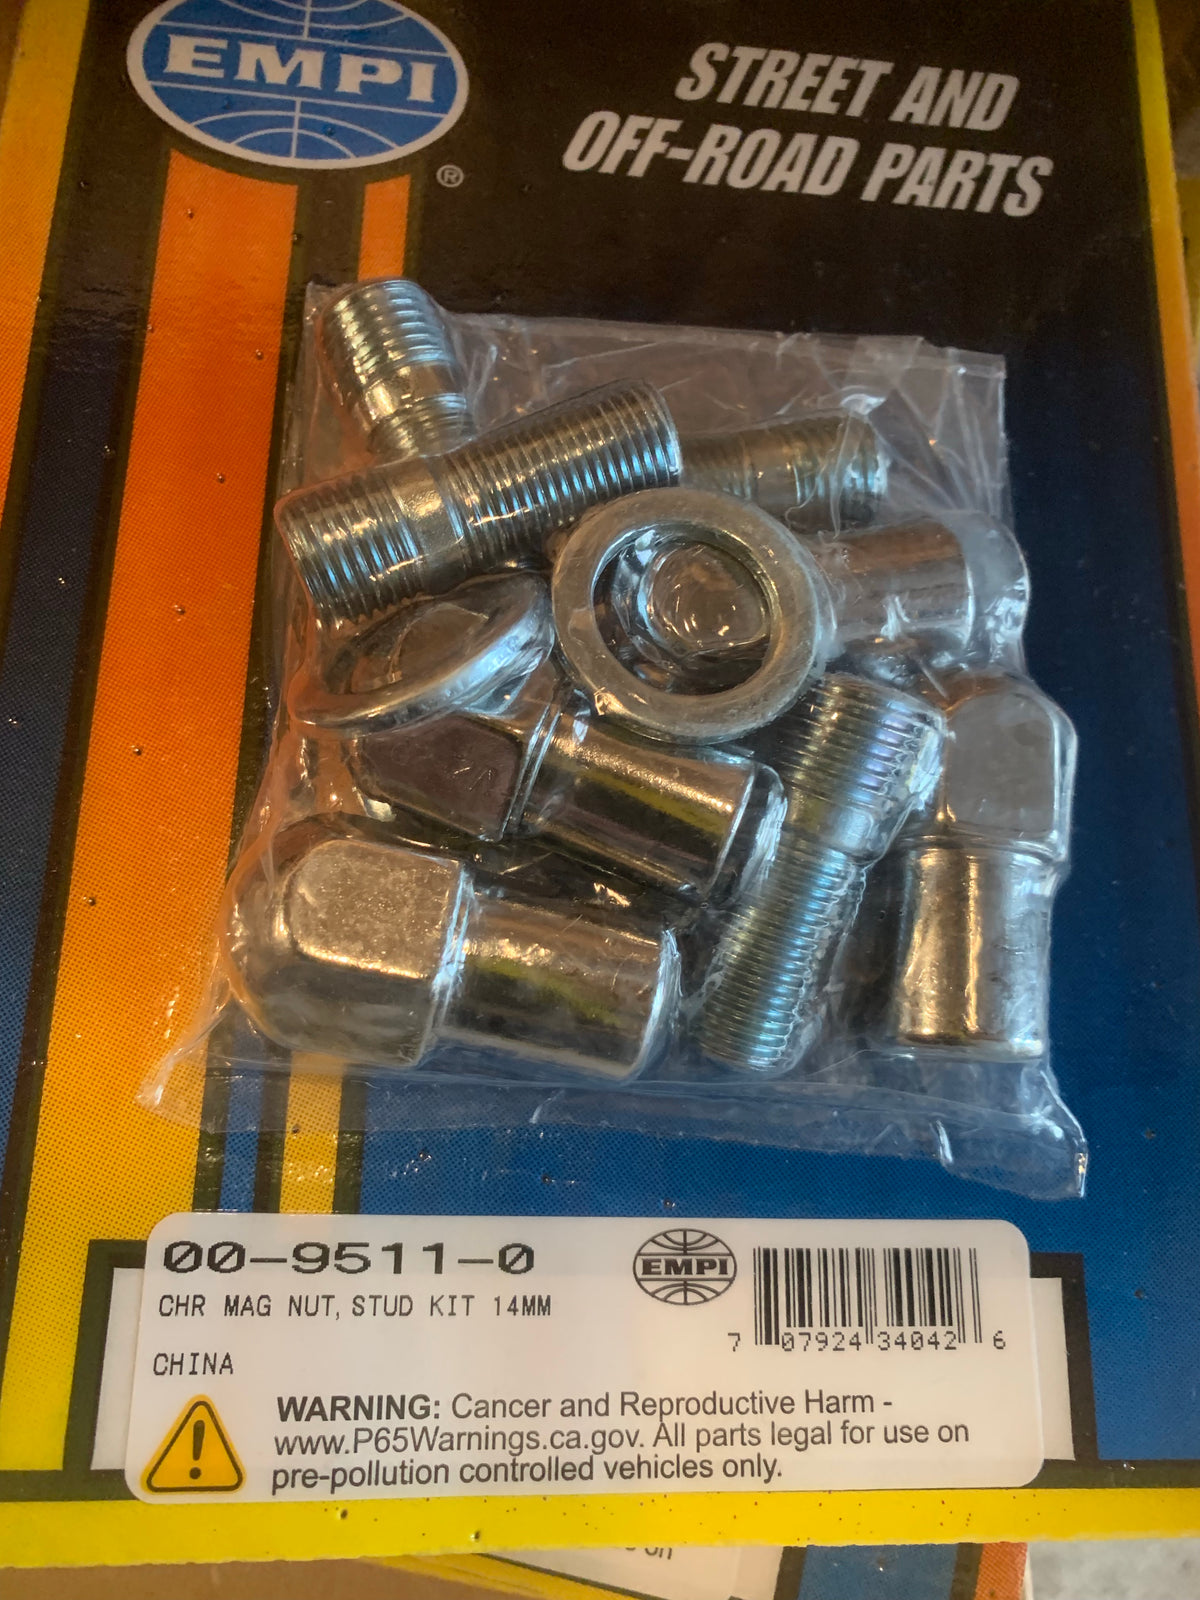 EMPI
®
STREET AND
OFF-ROAD PARTS
00-9511-0
CHR MAG NUT, STUD KIT 14MM
CHINA
EMPI
7 07924 34042 6
WARNING: Cancer and Reproductive Harm -
www.P65Warnings.ca.gov. All parts legal for use on
pre-pollution controlled vehicles only.